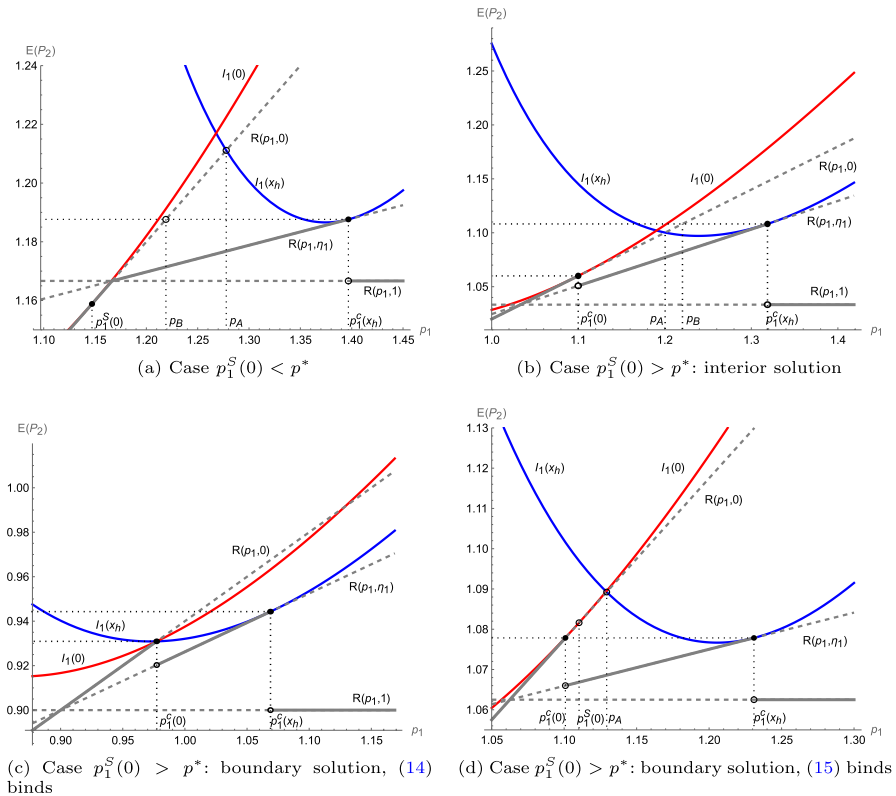 E(P₂)
1.24
1.22
1.20
1.18
1.16
I₁(0)
R(p₁,0)
I₁(xₕ)
R(p₁,η₁)
R(p₁,1)
p₁ˢ(0)
p_B
p_A
p₁ᶜ(xₕ)
p₁
1.10
1.15
1.20
1.25
1.30
1.35
1.40
1.45
(a) Case p₁ˢ(0) < p*
E(P₂)
1.25
1.20
1.15
1.10
1.05
I₁(xₕ)
I₁(0)
R(p₁,0)
R(p₁,η₁)
R(p₁,1)
p₁ᶜ(0)
p_A
p_B
p₁ᶜ(xₕ)
p₁
1.0
1.1
1.2
1.3
1.4
(b) Case p₁ˢ(0) > p*: interior solution
E(P₂)
1.00
0.98
0.96
0.94
0.92
0.90
R(p₁,0)
R(p₁,η₁)
I₁(xₕ)
I₁(0)
R(p₁,1)
p₁ᶜ(0)
p₁ᶜ(xₕ)
p₁
0.90
0.95
1.00
1.05
1.10
1.15
(c) Case p₁ˢ(0) > p*: boundary solution, (14)
binds
E(P₂)
1.13
1.12
1.11
1.10
1.09
1.08
1.07
1.06
I₁(xₕ)
I₁(0)
R(p₁,0)
R(p₁,η₁)
R(p₁,1)
p₁ᶜ(0)
p₁ˢ(0)
p_A
p₁ᶜ(xₕ)
p₁
1.05
1.10
1.15
1.20
1.25
1.30
(d) Case p₁ˢ(0) > p*: boundary solution, (15) binds